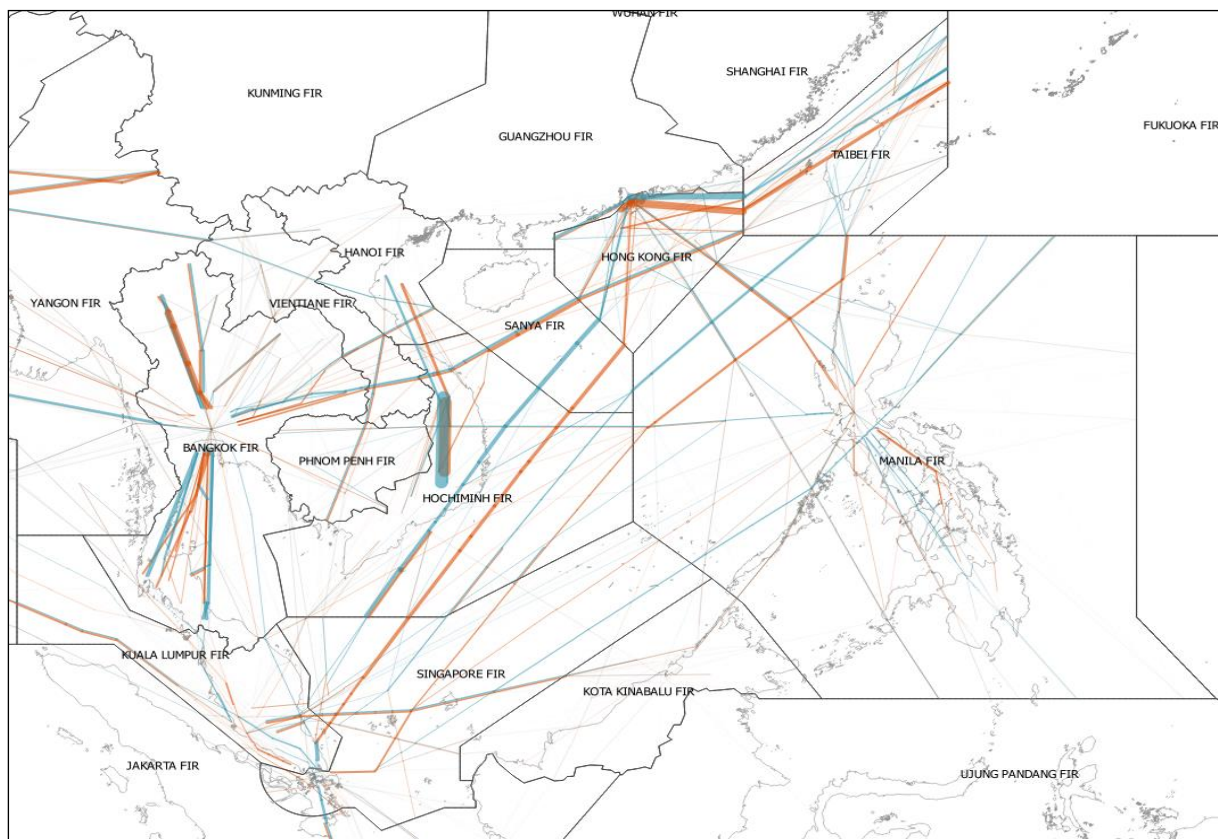 WUHAN FIR
SHANGHAI FIR
KUNMING FIR
FUKUOKA FIR
GUANGZHOU FIR
TAIBEI FIR
HANOI FIR
HONG KONG FIR
YANGON FIR
VIENTIANE FIR
SANYA FIR
BANGKOK FIR
PHNOM PENH FIR
MANILA FIR
HOCHIMINH FIR
KUALA LUMPUR FIR
SINGAPORE FIR
KOTA KINABALU FIR
JAKARTA FIR
UJUNG PANDANG FIR